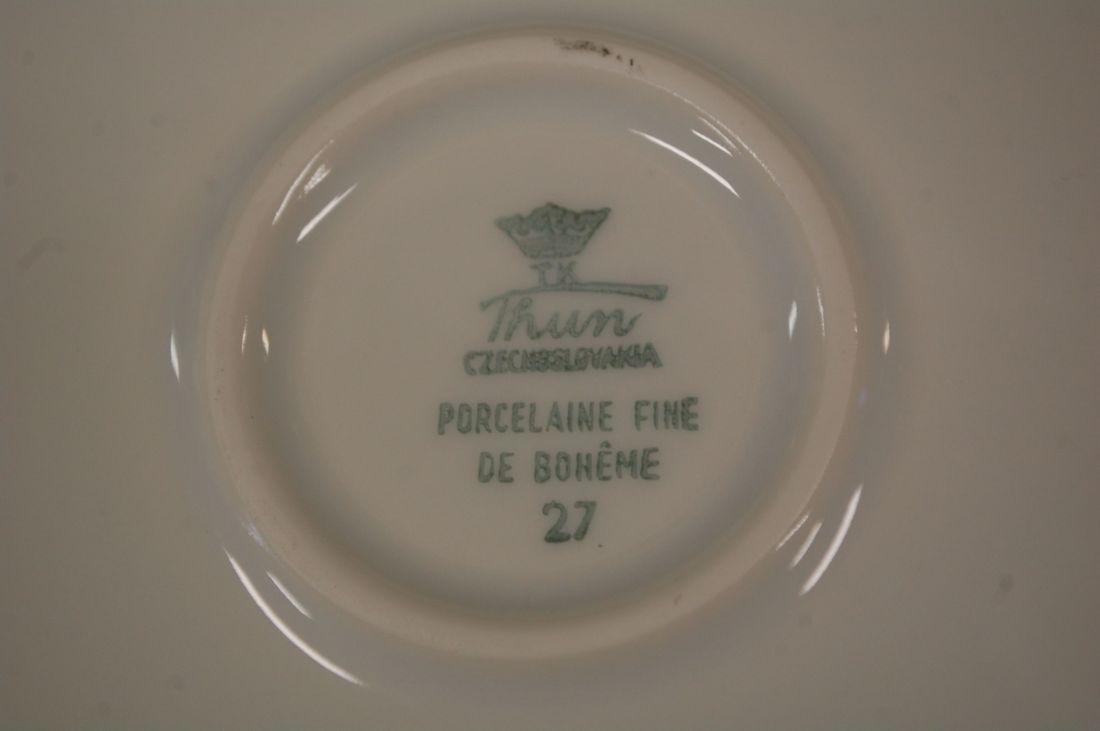 TK
Thun
CZECHOSLOVAKIA
PORCELAINE FINE
DE BOHÊME
27